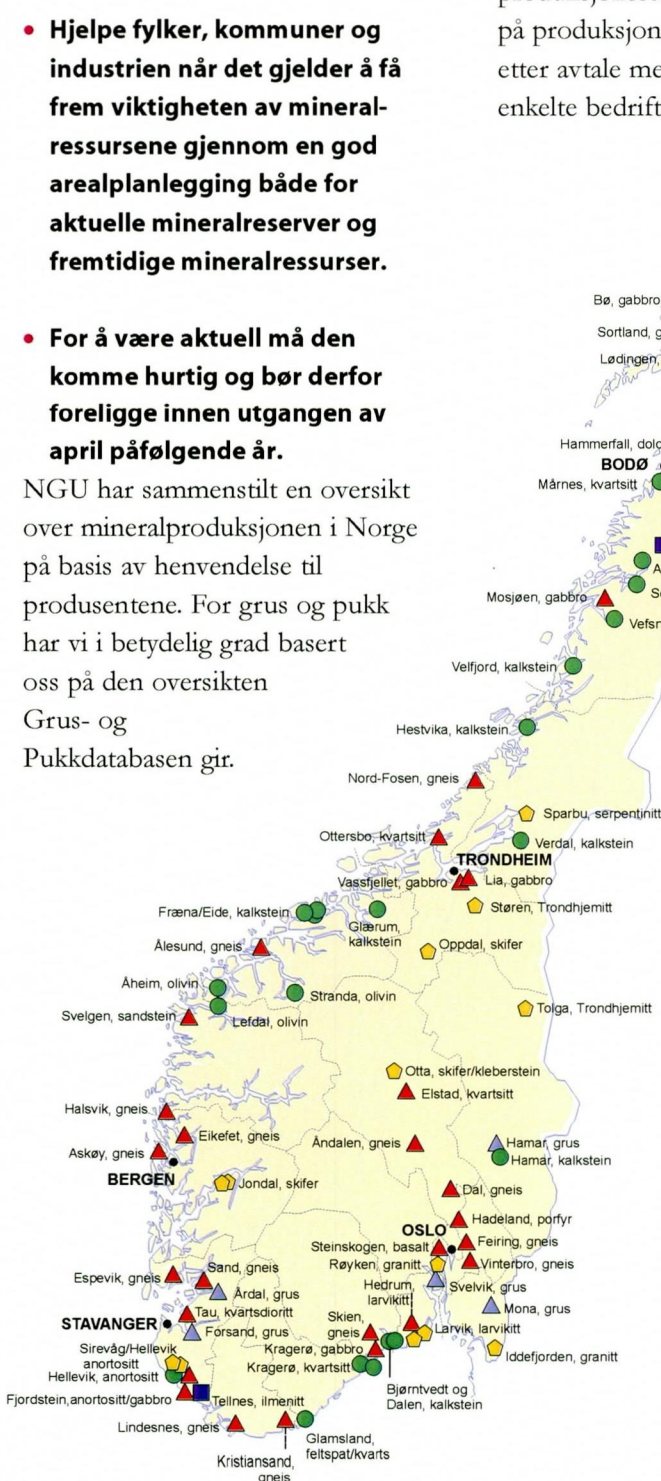 • Hjelpe fylker, kommuner og
industrien når det gjelder å få
frem viktigheten av mineral-
ressursene gjennom en god
arealplanlegging både for
aktuelle mineralreserver og
fremtidige mineralressurser.
• For å være aktuell må den
komme hurtig og bør derfor
foreligge innen utgangen av
april påfølgende år.
NGU har sammenstilt en oversikt
over mineralproduksjonen i Norge
på basis av henvendelse til
produsentene. For grus og pukk
har vi i betydelig grad basert
oss på den oversikten
Grus- og
Pukkdatabasen gir.
på produksjon
etter avtale me
enkelte bedrift
Bø, gabbro
Sortland, g
Lødingen,
Hammerfall, dolo
BODØ
Mårnes, kvartsitt
A
Mosjøen, gabbro
Vefsn
Velfjord, kalkstein
Hestvika, kalkstein
Nord-Fosen, gneis
Sparbu, serpentinitt
Ottersbo, kvartsitt
Verdal, kalkstein
TRONDHEIM
Vassfjellet, gabbro
Lia, gabbro
Støren, Trondhjemitt
Fræna/Eide, kalkstein
Glærum,
kalkstein
Oppdal, skifer
Ålesund, gneis
Åheim, olivin
Stranda, olivin
Svelgen, sandstein
Lefdal, olivin
Tolga, Trondhjemitt
Otta, skifer/kleberstein
Elstad, kvartsitt
Halsvik, gneis
Eikefet, gneis
Åndalen, gneis
Hamar, grus
Hamar, kalkstein
Askøy, gneis
BERGEN
Jondal, skifer
Dal, gneis
Hadeland, porfyr
OSLO
Steinskogen, basalt
Feiring, gneis
Røyken, granitt
Vinterbro, gneis
Sand, gneis
Espevik, gneis
Hedrum,
larvikitt
Svelvik, grus
Årdal, grus
Mona, grus
Tau, kvartsdioritt
STAVANGER
Forsand, grus
Skien,
gneis
Larvik, larvikitt
Sirevåg/Hellevik
anortositt
Kragerø, gabbro
Iddefjorden, granitt
Hellevik, anortositt
Kragerø, kvartsitt
Bjørntvedt og
Dalen, kalkstein
Fjordstein,anortositt/gabbro
Tellnes, ilmenitt
Lindesnes, gneis
Glamsland,
feltspat/kvarts
Kristiansand,
gneis